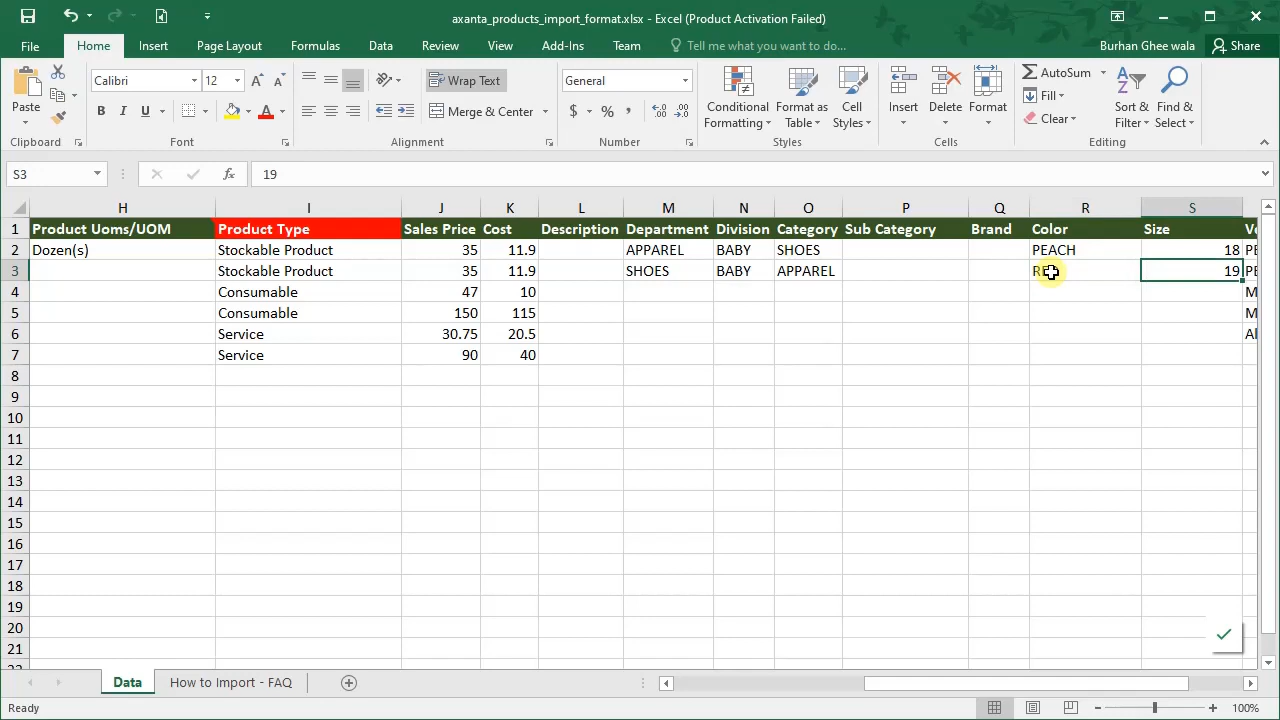 axanta_products_import_format.xlsx - Excel (Product Activation Failed)
File Home Insert Page Layout Formulas Data Review View Add-Ins Team Tell me what you want to do... Burhan Ghee wala Share
Paste Calibri 12 Wrap Text General Conditional Formatting Format as Table Cell Styles Insert Delete Format AutoSum Fill Clear Sort & Filter Find & Select
B I U A Merge & Center $ %
Clipboard Font Alignment Number Styles Cells Editing
S3 fx 19
H I J K L M N O P Q R S
1 Product Uoms/UOM Product Type Sales Price Cost Description Department Division Category Sub Category Brand Color Size
2 Dozen(s) Stockable Product 35 11.9 APPAREL BABY SHOES PEACH 18
3 Stockable Product 35 11.9 SHOES BABY APPAREL 19
4 Consumable 47 10
5 Consumable 150 115
6 Service 30.75 20.5
7 Service 90 40
8
9
10
11
12
13
14
15
16
17
18
19
20
21
Data How to Import - FAQ
Ready 100%